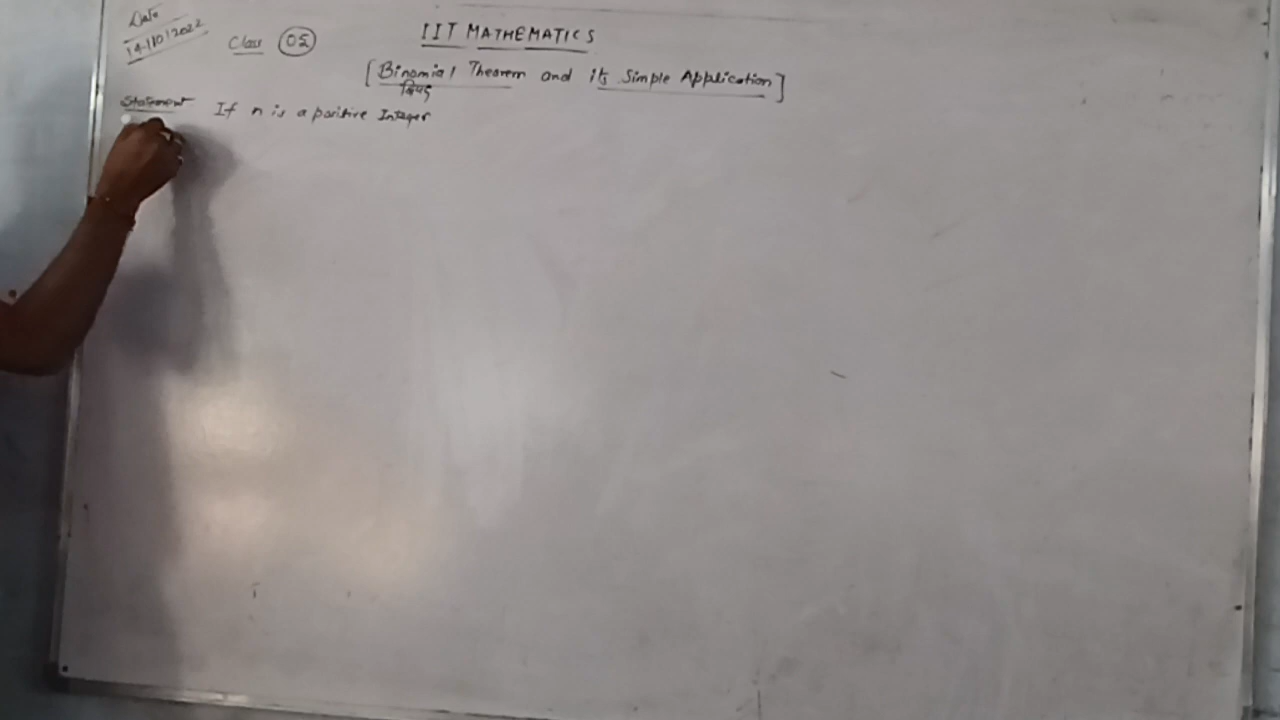 Date
14/10/2022
Class 05
IIT MATHEMATICS
[Binomial Theorem and its Simple Application]
द्विपद
Statement If n is a positive Integer